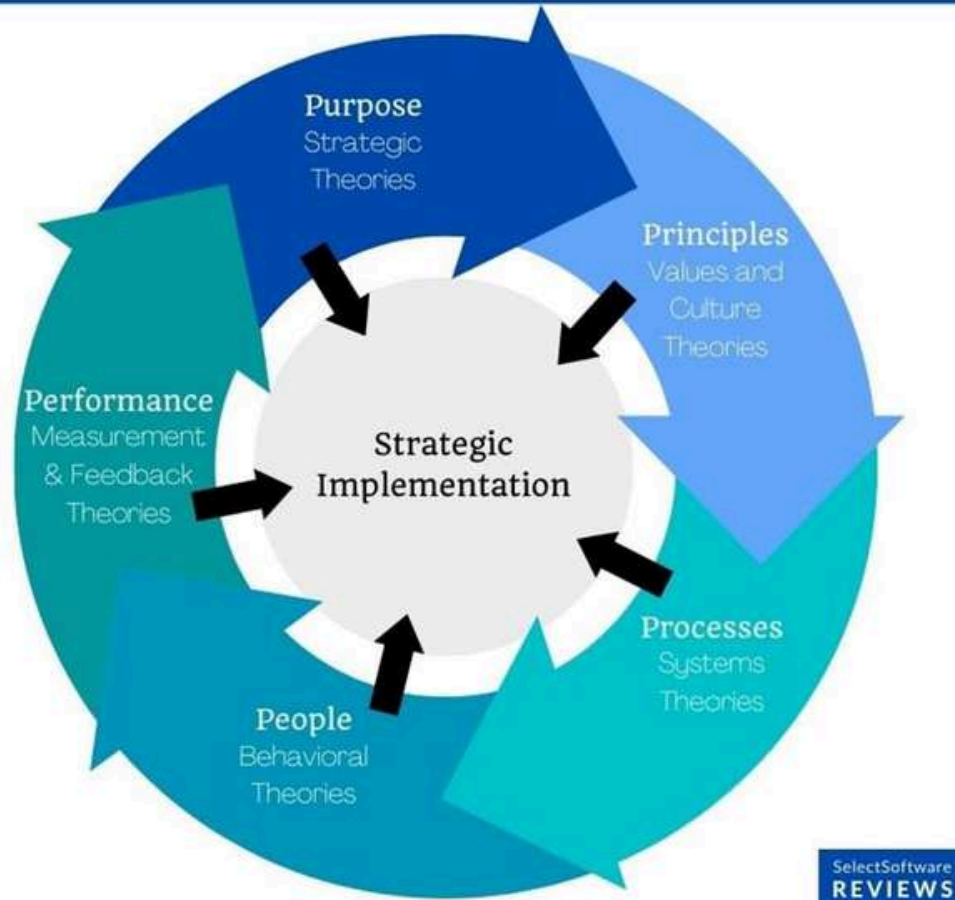 Purpose
Strategic
Theories
Principles
Values and
Culture
Theories
Performance
Measurement
& Feedback
Theories
Strategic
Implementation
Processes
Systems
Theories
People
Behavioral
Theories
SelectSoftware
REVIEWS